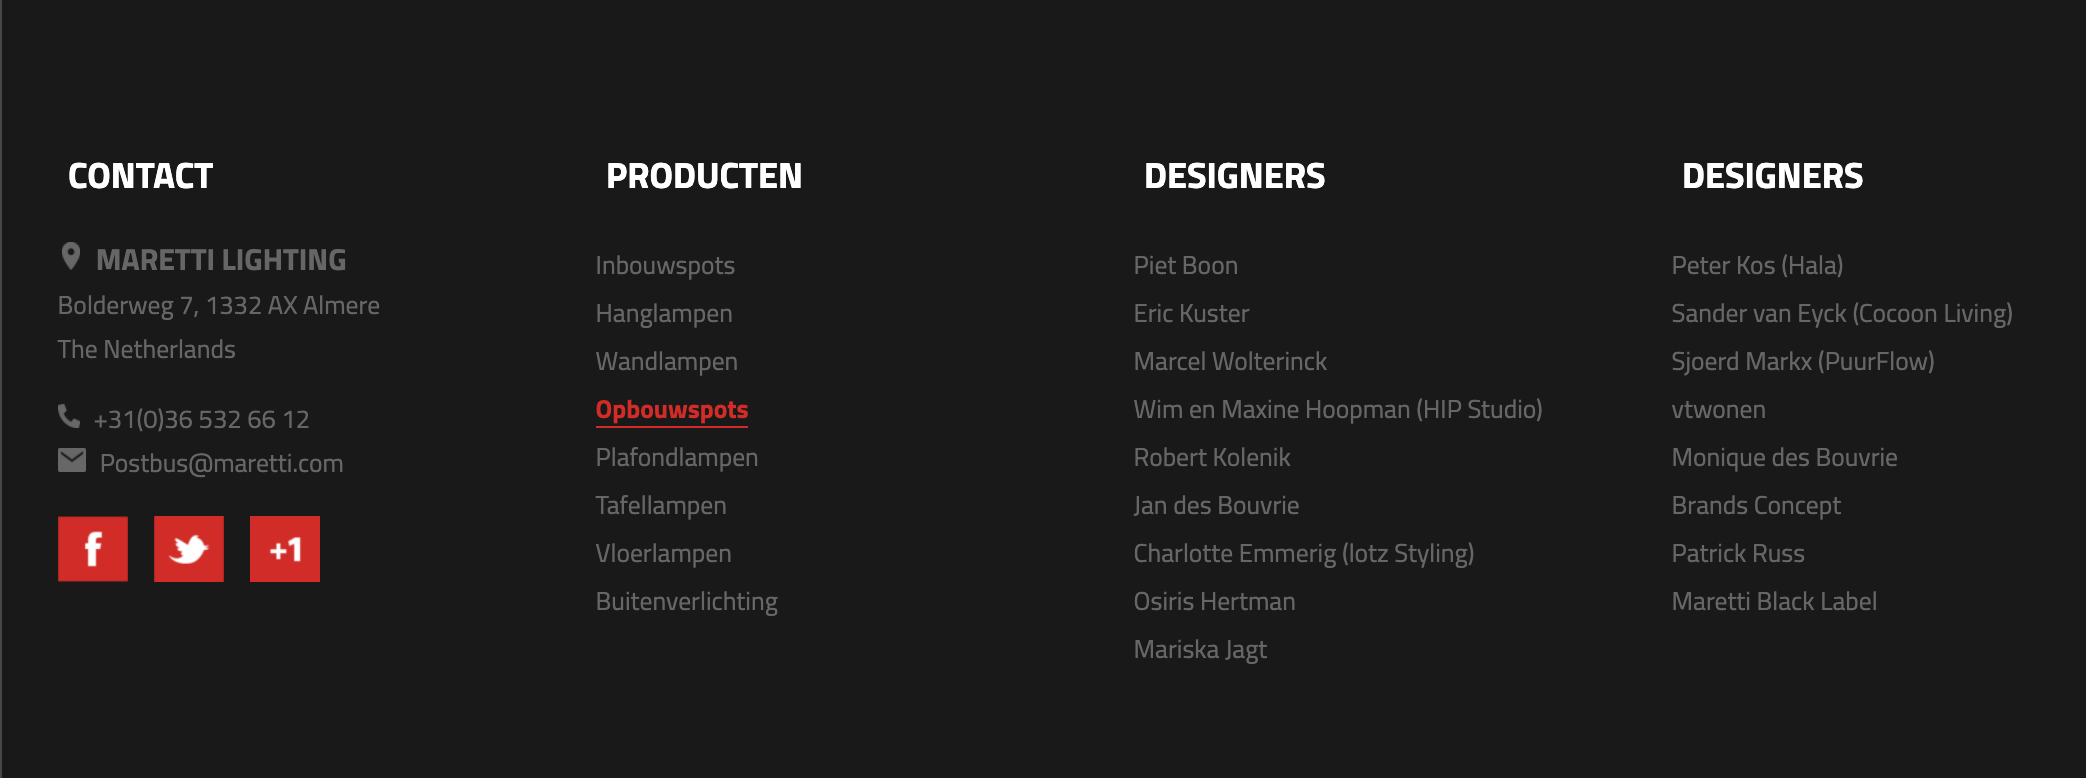 CONTACT
MARETTI LIGHTING
Bolderweg 7, 1332 AX Almere
The Netherlands
+31(0)36 532 66 12
Postbus@maretti.com
f
+1
PRODUCTEN
Inbouwspots
Hanglampen
Wandlampen
Opbouwspots
Plafondlampen
Tafellampen
Vloerlampen
Buitenverlichting
DESIGNERS
Piet Boon
Eric Kuster
Marcel Wolterinck
Wim en Maxine Hoopman (HIP Studio)
Robert Kolenik
Jan des Bouvrie
Charlotte Emmerig (lotz Styling)
Osiris Hertman
Mariska Jagt
DESIGNERS
Peter Kos (Hala)
Sander van Eyck (Cocoon Living)
Sjoerd Markx (PuurFlow)
vtwonen
Monique des Bouvrie
Brands Concept
Patrick Russ
Maretti Black Label